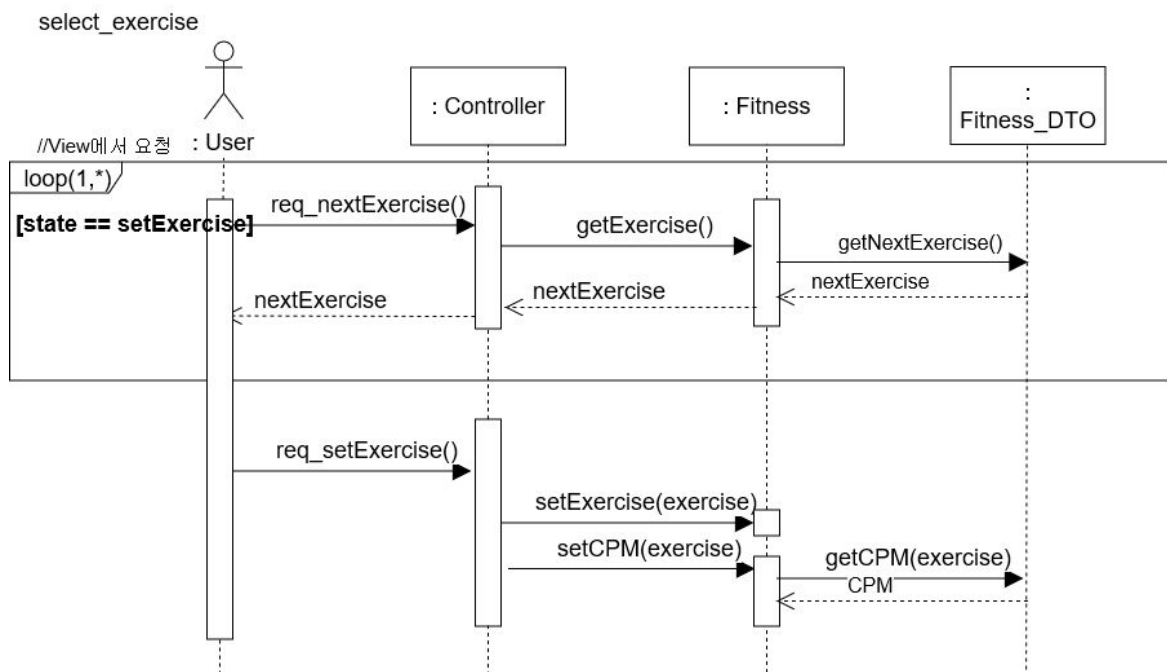 select_exercise
: Controller
: Fitness
:
Fitness_DTO
//View에서 요청
: User
loop(1,*)
[state == setExercise]
req_nextExercise()
getExercise()
getNextExercise()
nextExercise
nextExercise
nextExercise
req_setExercise()
setExercise(exercise)
setCPM(exercise)
getCPM(exercise)
CPM